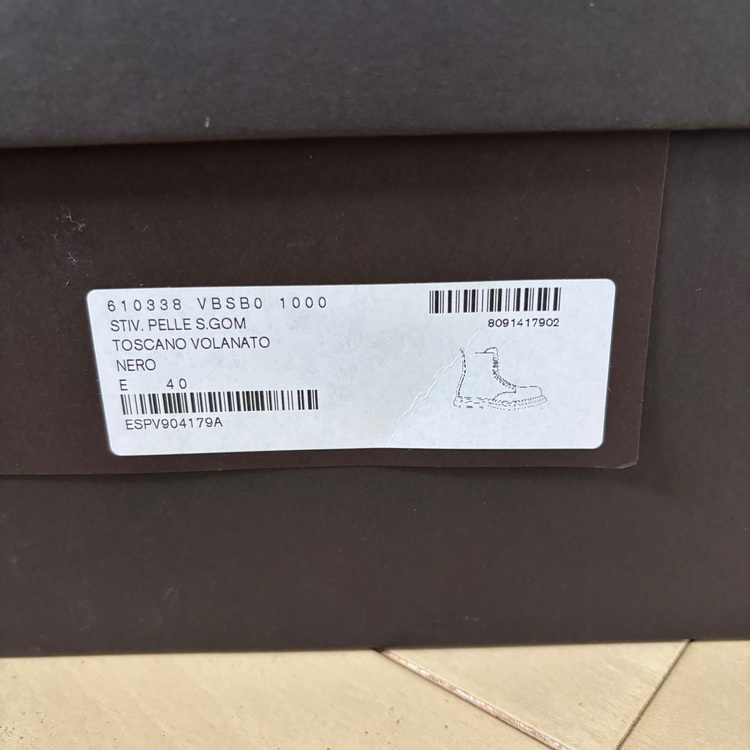 610338 VBSB0 1000
STIV. PELLE S.GOM
TOSCANO VOLANATO
NERO
E 40
ESPV904179A
8091417902